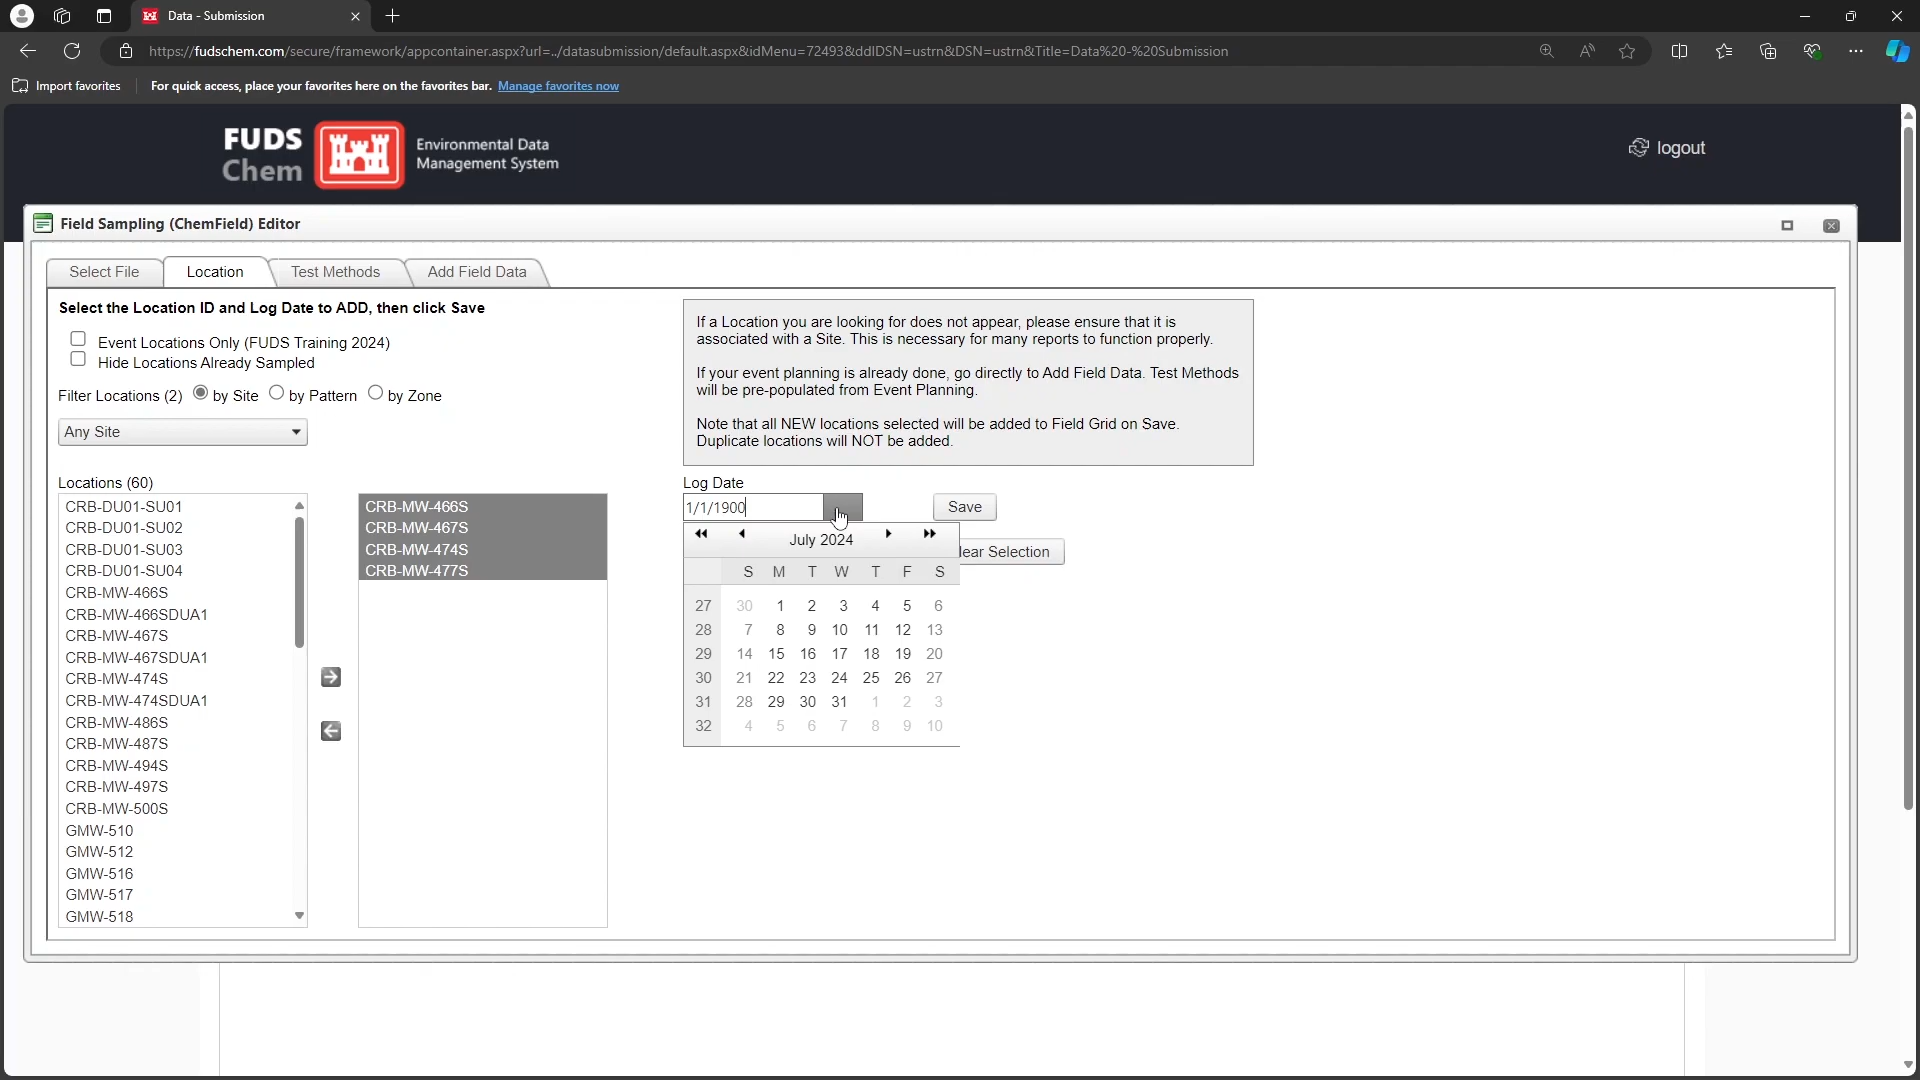 Data - Submission
https://fudschem.com/secure/framework/appcontainer.aspx?url=../datasubmission/default.aspx&idMenu=72493&ddlDSN=ustrn&DSN=ustrn&Title=Data%20-%20Submission
Import favorites
For quick access, place your favorites here on the favorites bar. Manage favorites now
FUDS
Chem
Environmental Data
Management System
logout
Field Sampling (ChemField) Editor
Select File
Location
Test Methods
Add Field Data
Select the Location ID and Log Date to ADD, then click Save
Event Locations Only (FUDS Training 2024)
Hide Locations Already Sampled
Filter Locations (2) by Site by Pattern by Zone
Any Site
If a Location you are looking for does not appear, please ensure that it is
associated with a Site. This is necessary for many reports to function properly.
If your event planning is already done, go directly to Add Field Data. Test Methods
will be pre-populated from Event Planning.
Note that all NEW locations selected will be added to Field Grid on Save.
Duplicate locations will NOT be added.
Locations (60)
CRB-DU01-SU01
CRB-DU01-SU02
CRB-DU01-SU03
CRB-DU01-SU04
CRB-MW-466S
CRB-MW-466SDUA1
CRB-MW-467S
CRB-MW-467SDUA1
CRB-MW-474S
CRB-MW-474SDUA1
CRB-MW-486S
CRB-MW-487S
CRB-MW-494S
CRB-MW-497S
CRB-MW-500S
GMW-510
GMW-512
GMW-516
GMW-517
GMW-518
CRB-MW-466S
CRB-MW-467S
CRB-MW-474S
CRB-MW-477S
Log Date
1/1/1900
Save
lear Selection
July 2024
S M T W T F S
27 30 1 2 3 4 5 6
28 7 8 9 10 11 12 13
29 14 15 16 17 18 19 20
30 21 22 23 24 25 26 27
31 28 29 30 31 1 2 3
32 4 5 6 7 8 9 10